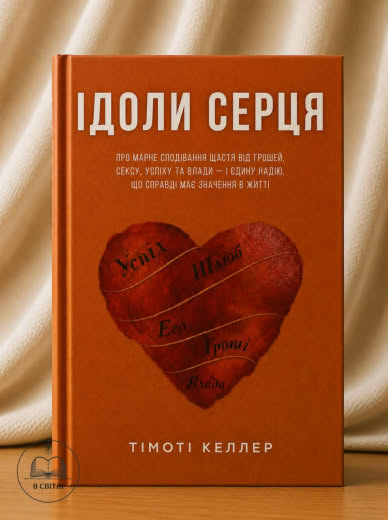 ІДОЛИ СЕРЦЯ
ПРО МАРНЕ СПОДІВАННЯ ЩАСТЯ ВІД ГРОШЕЙ,
СЕКСУ, УСПІХУ ТА ВЛАДИ – І ЄДИНУ НАДІЮ,
ЩО СПРАВДІ МАЄ ЗНАЧЕННЯ В ЖИТТІ
Успіх
Шлюб
Его
Гроші
Влада
ТІМОТІ КЕЛЛЕР
В СВІТЛІ